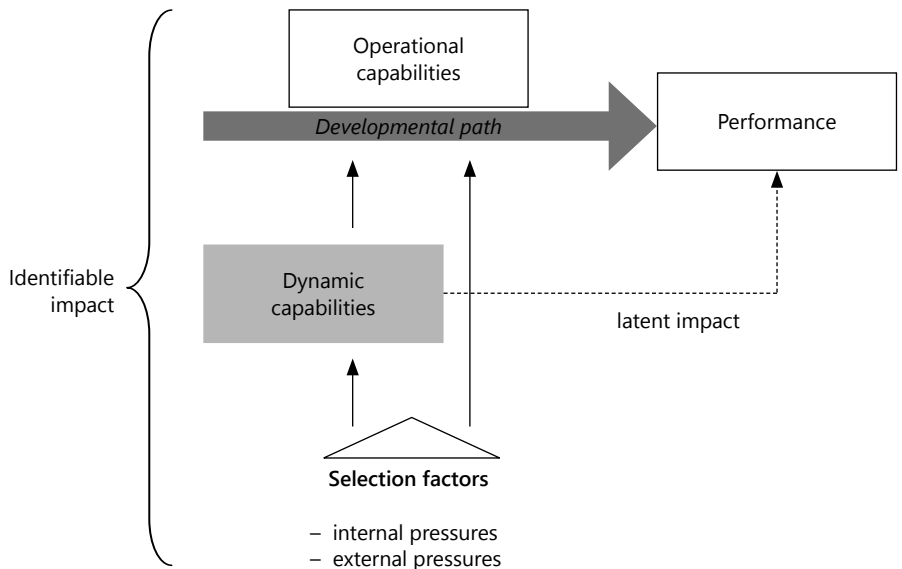 Operational
capabilities
Developmental path
Performance
Identifiable
impact
Dynamic
capabilities
latent impact
Selection factors
– internal pressures
– external pressures